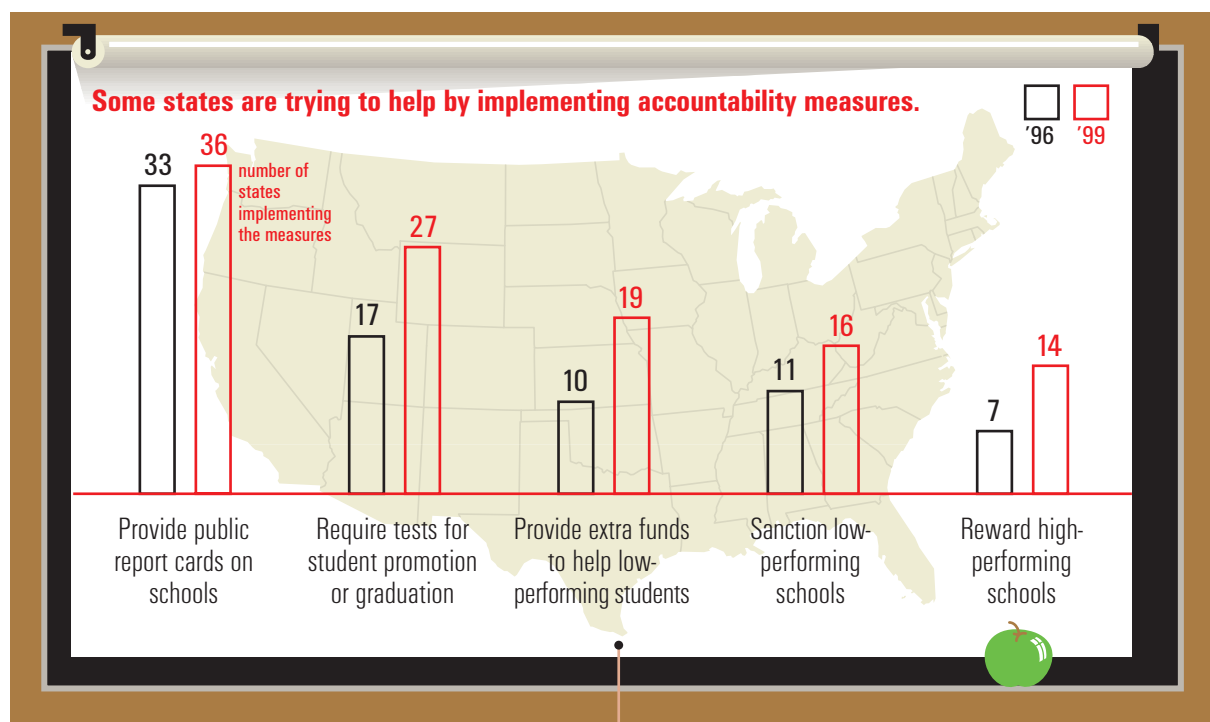 Some states are trying to help by implementing accountability measures.
’96
’99
33
36
number of
states
implementing
the measures
17
27
10
19
11
16
7
14
Provide public
report cards on
schools
Require tests for
student promotion
or graduation
Provide extra funds
to help low-
performing students
Sanction low-
performing
schools
Reward high-
performing
schools